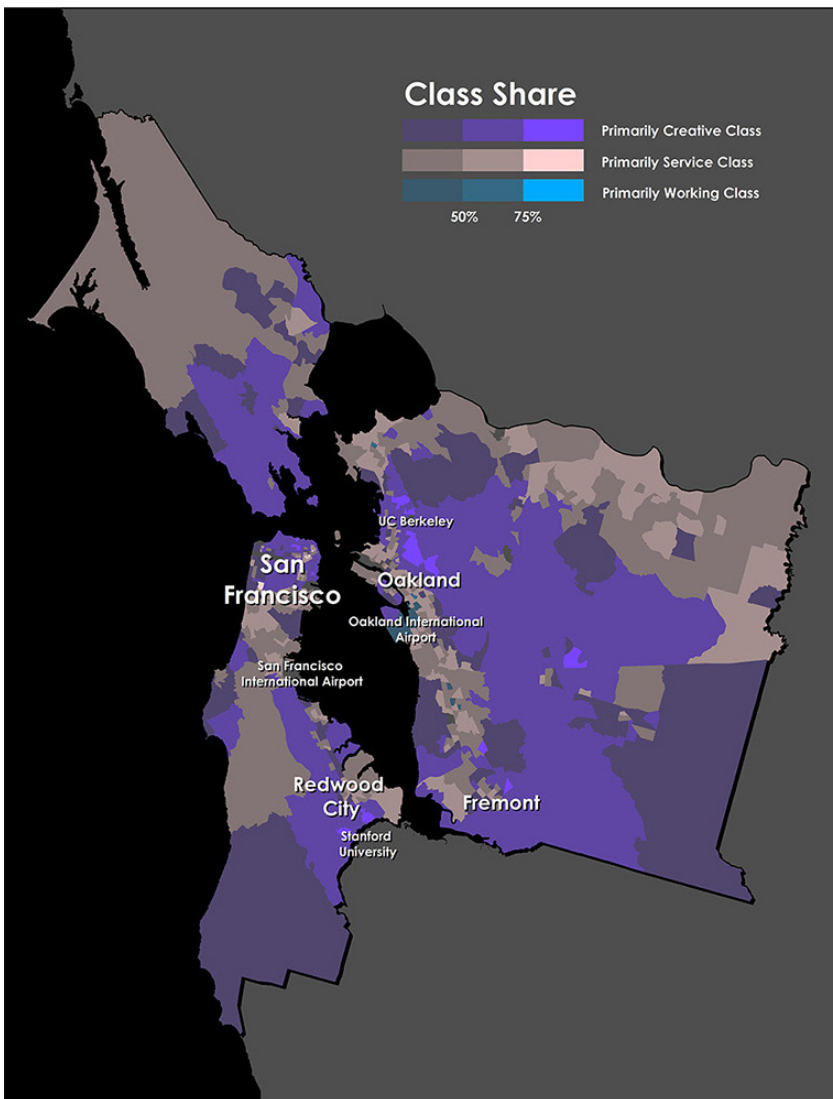 Class Share
Primarily Creative Class
Primarily Service Class
Primarily Working Class
50% 75%
UC Berkeley
San
Francisco
Oakland
Oakland International
Airport
San Francisco
International Airport
Redwood
City
Fremont
Stanford
University